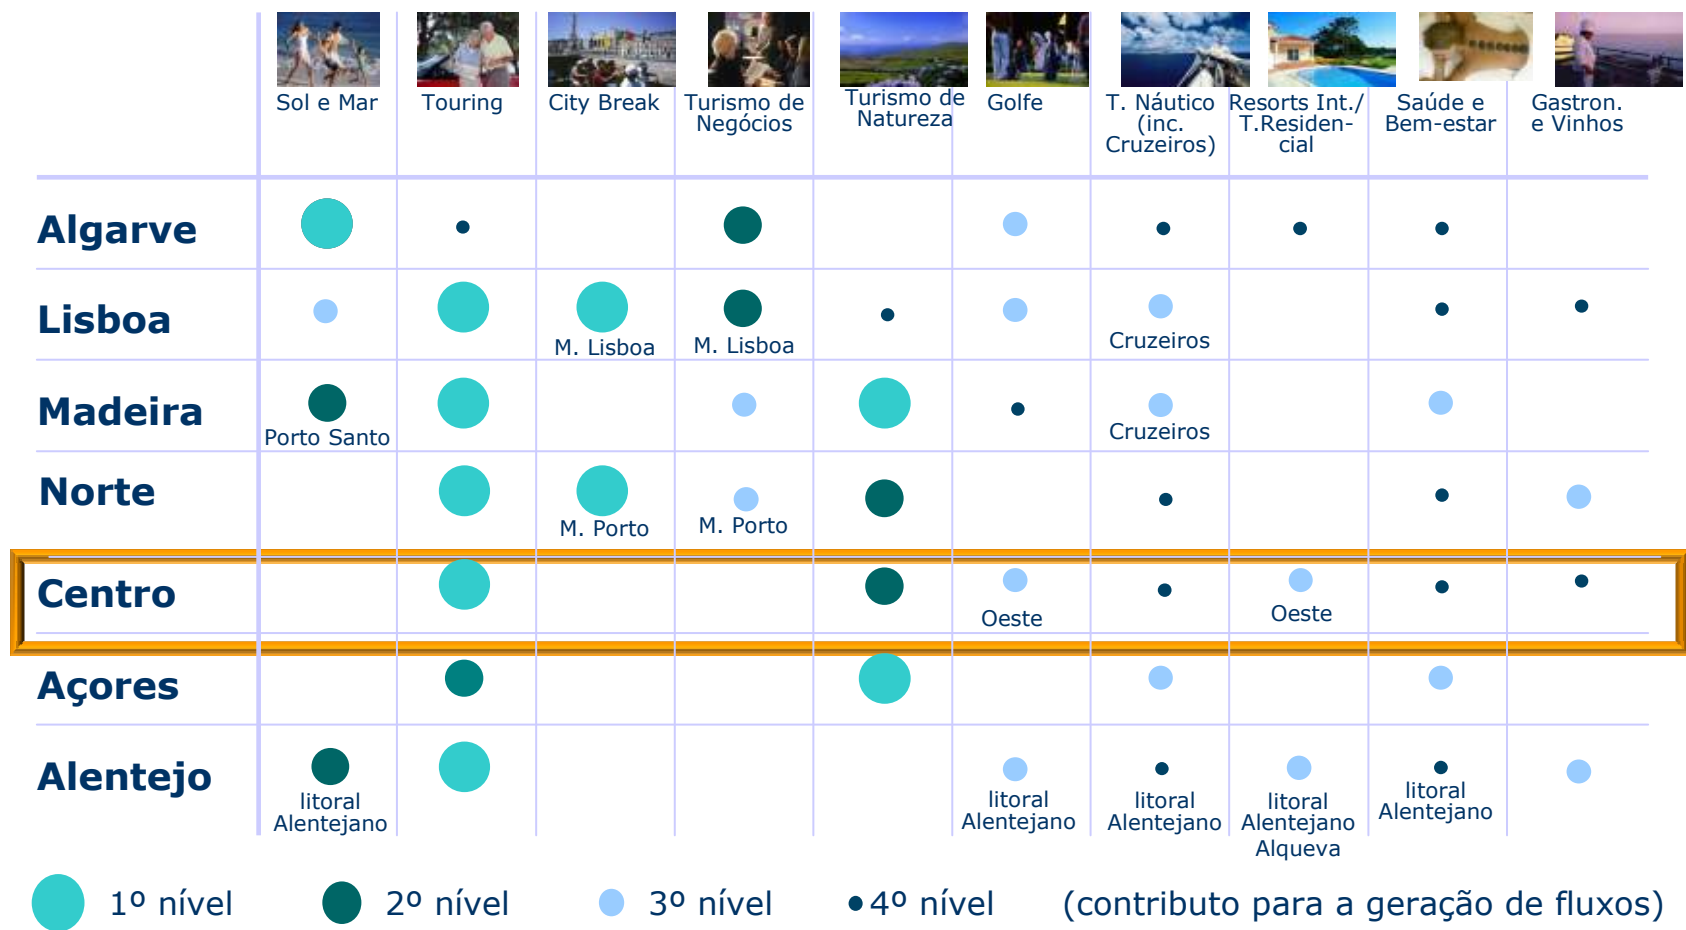 Sol e Mar
Touring
City Break
Turismo de
Negócios
Turismo de
Natureza
Golfe
T. Náutico
(inc.
Cruzeiros)
Resorts Int./
T.Residen-
cial
Saúde e
Bem-estar
Gastron.
e Vinhos
Algarve
Lisboa
M. Lisboa
M. Lisboa
Cruzeiros
Madeira
Porto Santo
Cruzeiros
Norte
M. Porto
M. Porto
Centro
Oeste
Oeste
Açores
Alentejo
litoral
Alentejano
litoral
Alentejano
litoral
Alentejano
litoral
Alentejano
Alqueva
litoral
Alentejano
1º nível
2º nível
3º nível
4º nível
(contributo para a geração de fluxos)